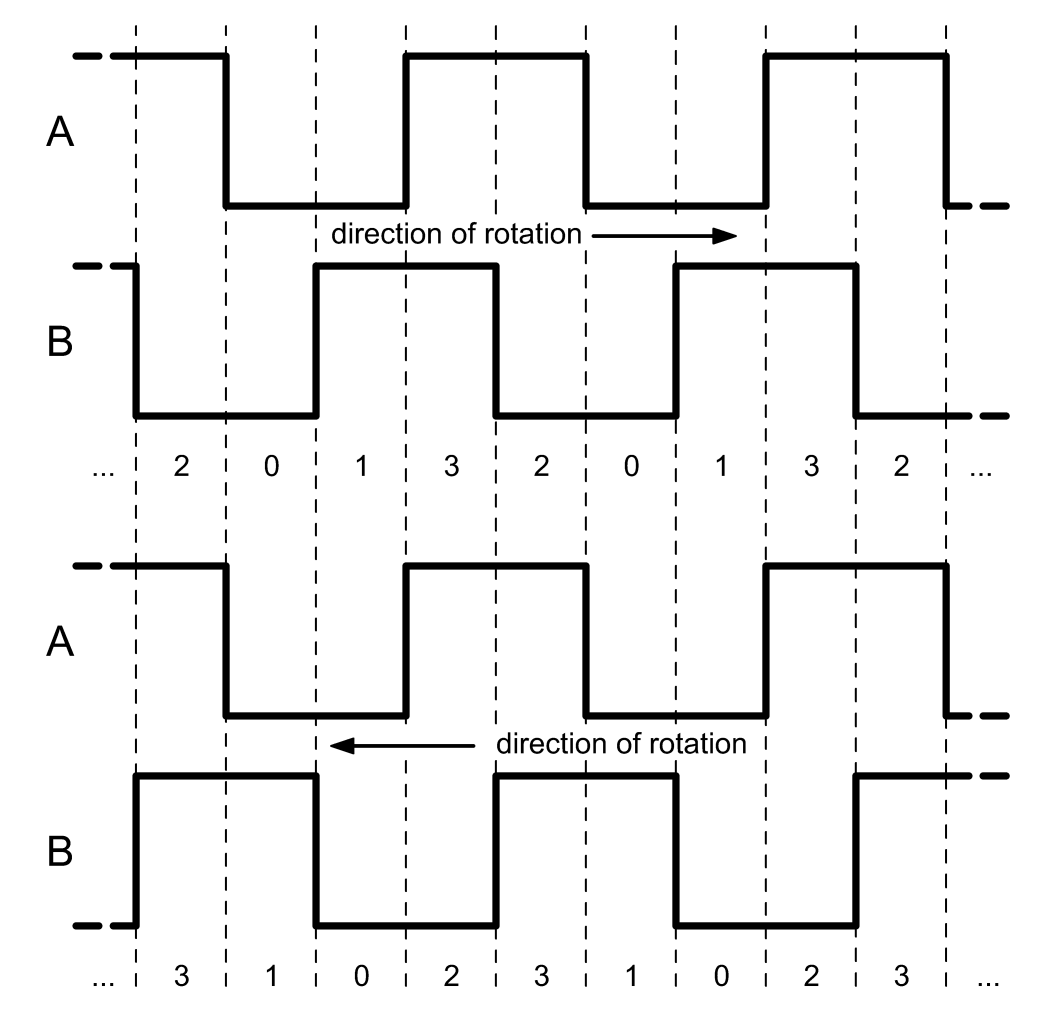 A
direction of rotation
B
... 2 0 1 3 2 0 1 3 2 ...
A
direction of rotation
B
... 3 1 0 2 3 1 0 2 3 ...